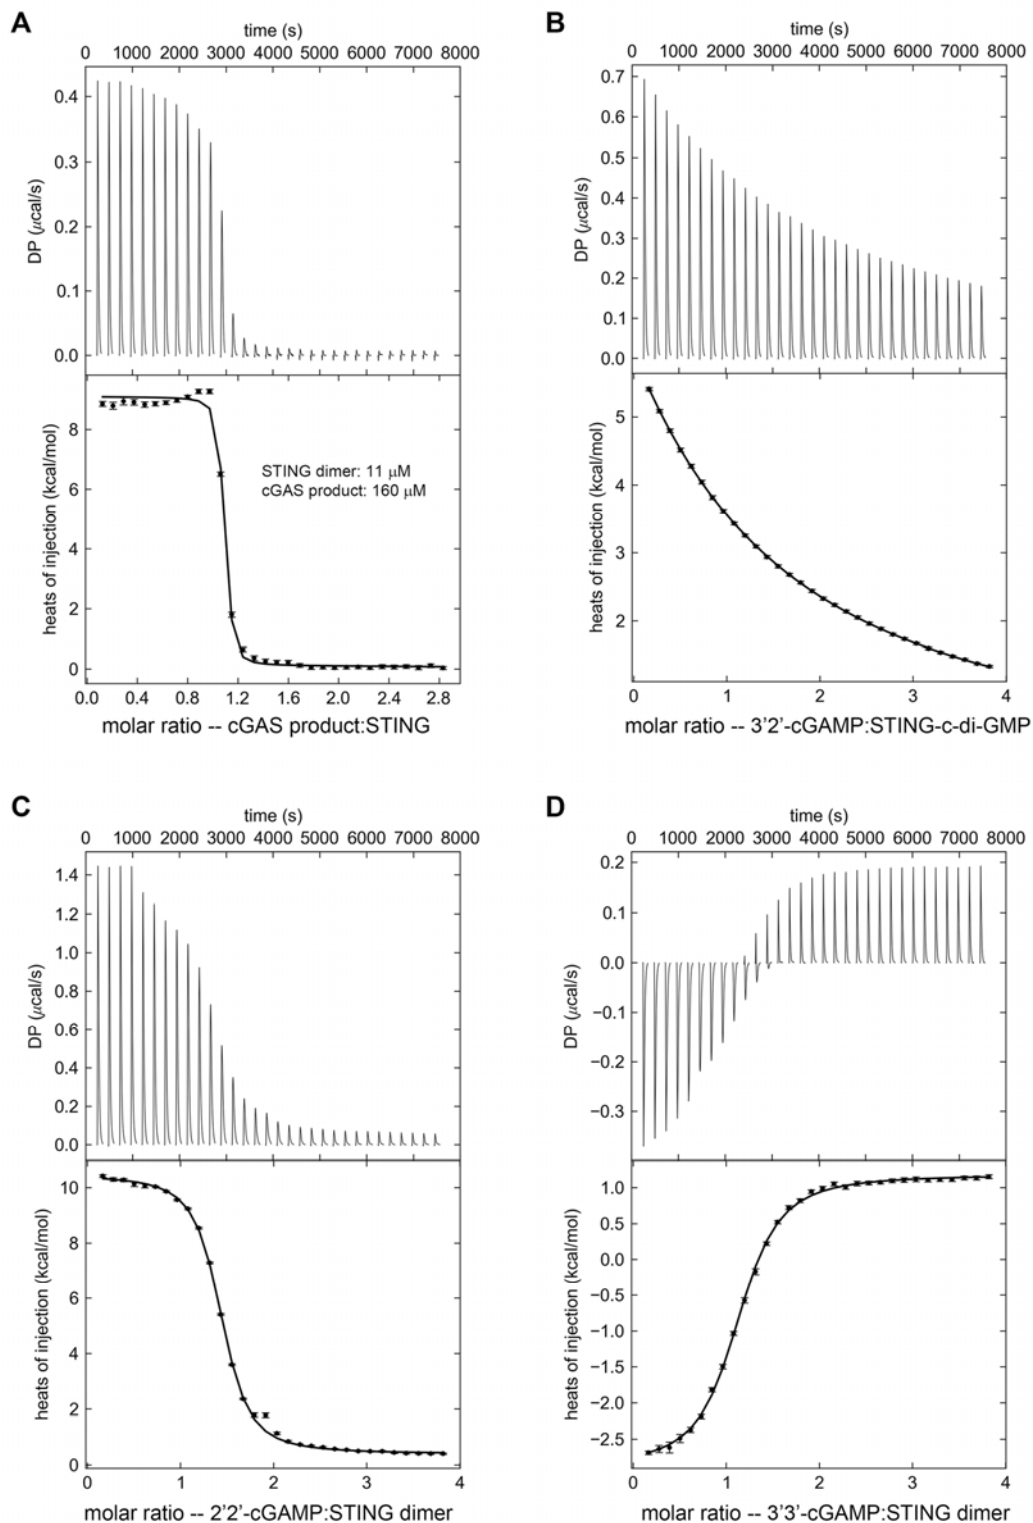 A
time (s)
0 1000 2000 3000 4000 5000 6000 7000 8000
DP (μcal/s)
0.4
0.3
0.2
0.1
0.0
heats of injection (kcal/mol)
8
6
4
2
0
STING dimer: 11 μM
cGAS product: 160 μM
0.0 0.4 0.8 1.2 1.6 2.0 2.4 2.8
molar ratio -- cGAS product:STING
B
time (s)
0 1000 2000 3000 4000 5000 6000 7000 8000
DP (μcal/s)
0.7
0.6
0.5
0.4
0.3
0.2
0.1
0.0
heats of injection (kcal/mol)
5
4
3
2
0 1 2 3 4
molar ratio -- 3'2'-cGAMP:STING-c-di-GMP
C
time (s)
0 1000 2000 3000 4000 5000 6000 7000 8000
DP (μcal/s)
1.4
1.2
1.0
0.8
0.6
0.4
0.2
0.0
heats of injection (kcal/mol)
10
8
6
4
2
0
0 1 2 3 4
molar ratio -- 2'2'-cGAMP:STING dimer
D
time (s)
0 1000 2000 3000 4000 5000 6000 7000 8000
DP (μcal/s)
0.2
0.1
0.0
−0.1
−0.2
−0.3
heats of injection (kcal/mol)
1.0
0.5
0.0
−0.5
−1.0
−1.5
−2.0
−2.5
0 1 2 3 4
molar ratio -- 3'3'-cGAMP:STING dimer